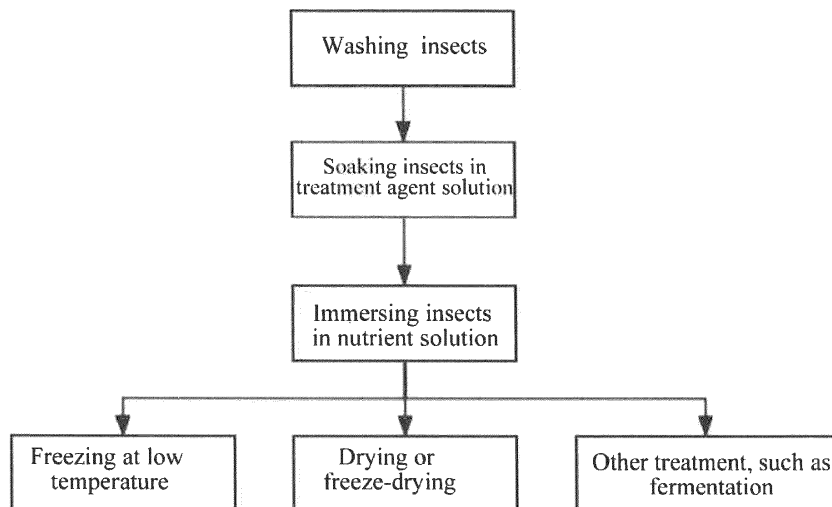 Washing insects
Soaking insects in
treatment agent solution
Immersing insects
in nutrient solution
Freezing at low
temperature
Drying or
freeze-drying
Other treatment, such as
fermentation